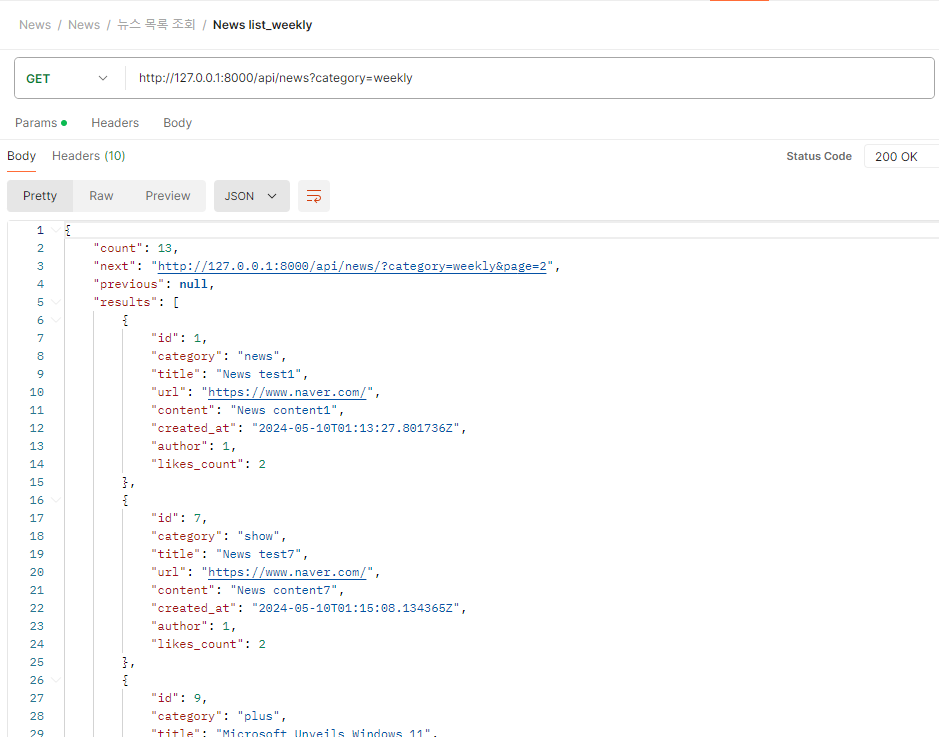 News / News / 뉴스 목록 조회 / News list_weekly
GET http://127.0.0.1:8000/api/news?category=weekly
Params Headers Body
Body Headers (10) Status Code 200 OK
Pretty Raw Preview JSON
1 {
2 "count": 13,
3 "next": "http://127.0.0.1:8000/api/news/?category=weekly&page=2",
4 "previous": null,
5 "results": [
6 {
7 "id": 1,
8 "category": "news",
9 "title": "News test1",
10 "url": "https://www.naver.com/",
11 "content": "News content1",
12 "created_at": "2024-05-10T01:13:27.801736Z",
13 "author": 1,
14 "likes_count": 2
15 },
16 {
17 "id": 7,
18 "category": "show",
19 "title": "News test7",
20 "url": "https://www.naver.com/",
21 "content": "News content7",
22 "created_at": "2024-05-10T01:15:08.134365Z",
23 "author": 1,
24 "likes_count": 2
25 },
26 {
27 "id": 9,
28 "category": "plus",
29 "title": "Microsoft Unveils Windows 11",